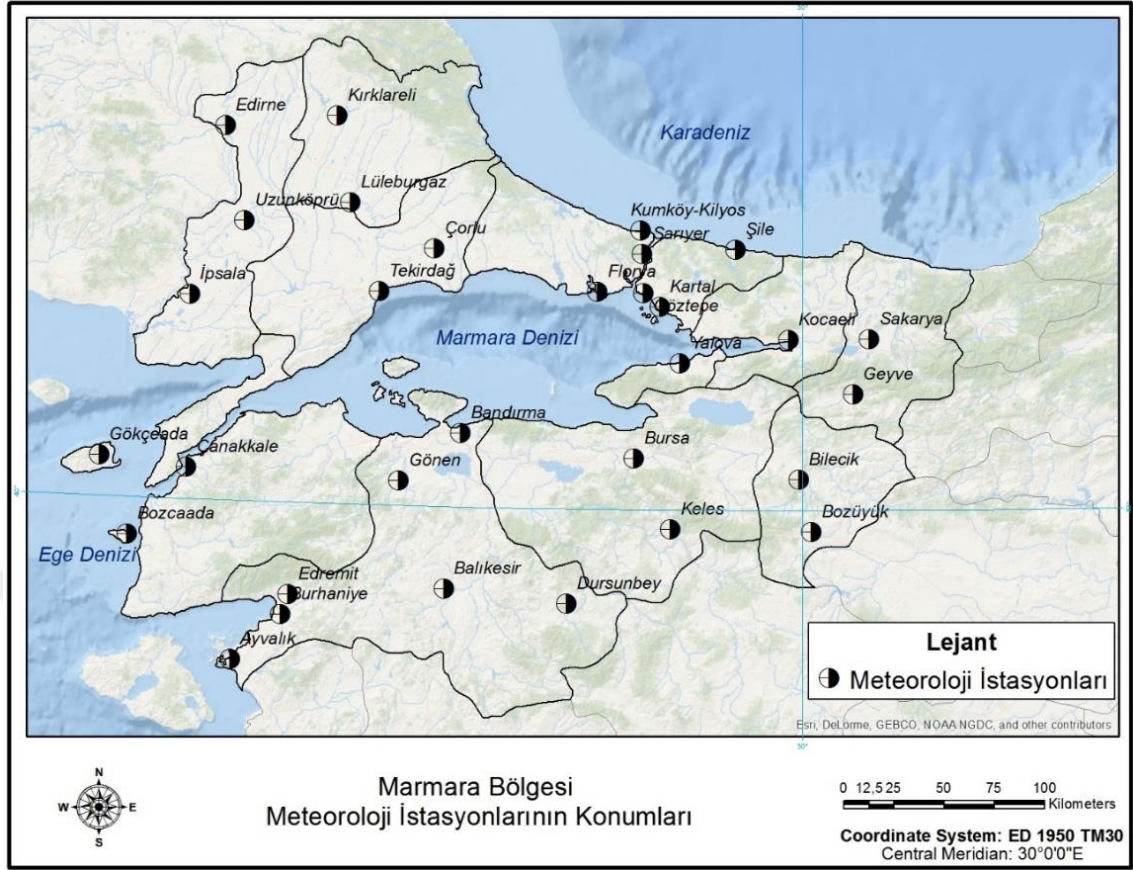 30°
Edirne
Kırklareli
Karadeniz
Uzunköprü
Lüleburgaz
Kumköy-Kilyos
Sarıyer
Şile
Çorlu
İpsala
Tekirdağ
Florya
Kartal
Göztepe
Marmara Denizi
Kocaeli
Sakarya
Yalova
Geyve
Gökçeada
Çanakkale
Bandırma
Gönen
Bursa
Bilecik
Bozcaada
Keles
Bozüyük
Ege Denizi
Edremit
Burhaniye
Balıkesir
Dursunbey
Ayvalık
Lejant
Meteoroloji İstasyonları
Esri, DeLorme, GEBCO, NOAA NGDC, and other contributors
30°
N
W E
S
Marmara Bölgesi
Meteoroloji İstasyonlarının Konumları
0 12,5 25 50 75 100
Kilometers
Coordinate System: ED 1950 TM30
Central Meridian: 30°0'0"E